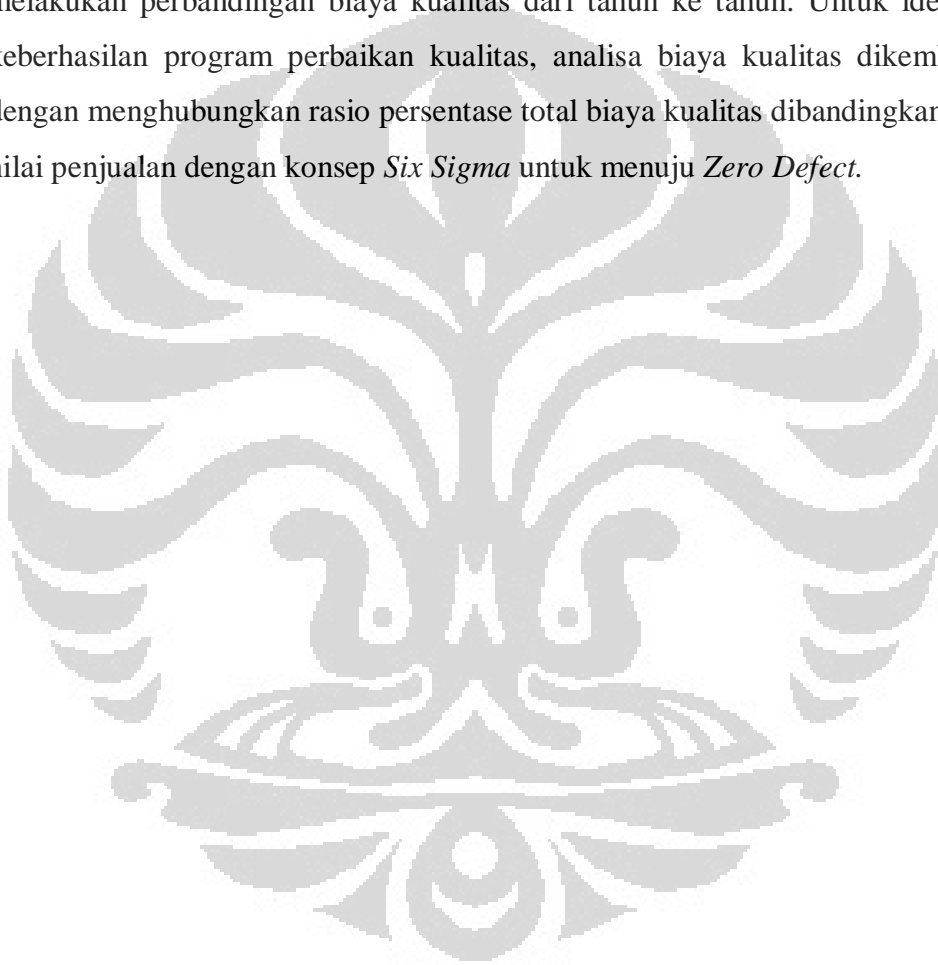 melakukan perbandingan biaya kualitas dari tahun ke tahun. Untuk ide
keberhasilan program perbaikan kualitas, analisa biaya kualitas dikem
dengan menghubungkan rasio persentase total biaya kualitas dibandingkan
nilai penjualan dengan konsep Six Sigma untuk menuju Zero Defect.